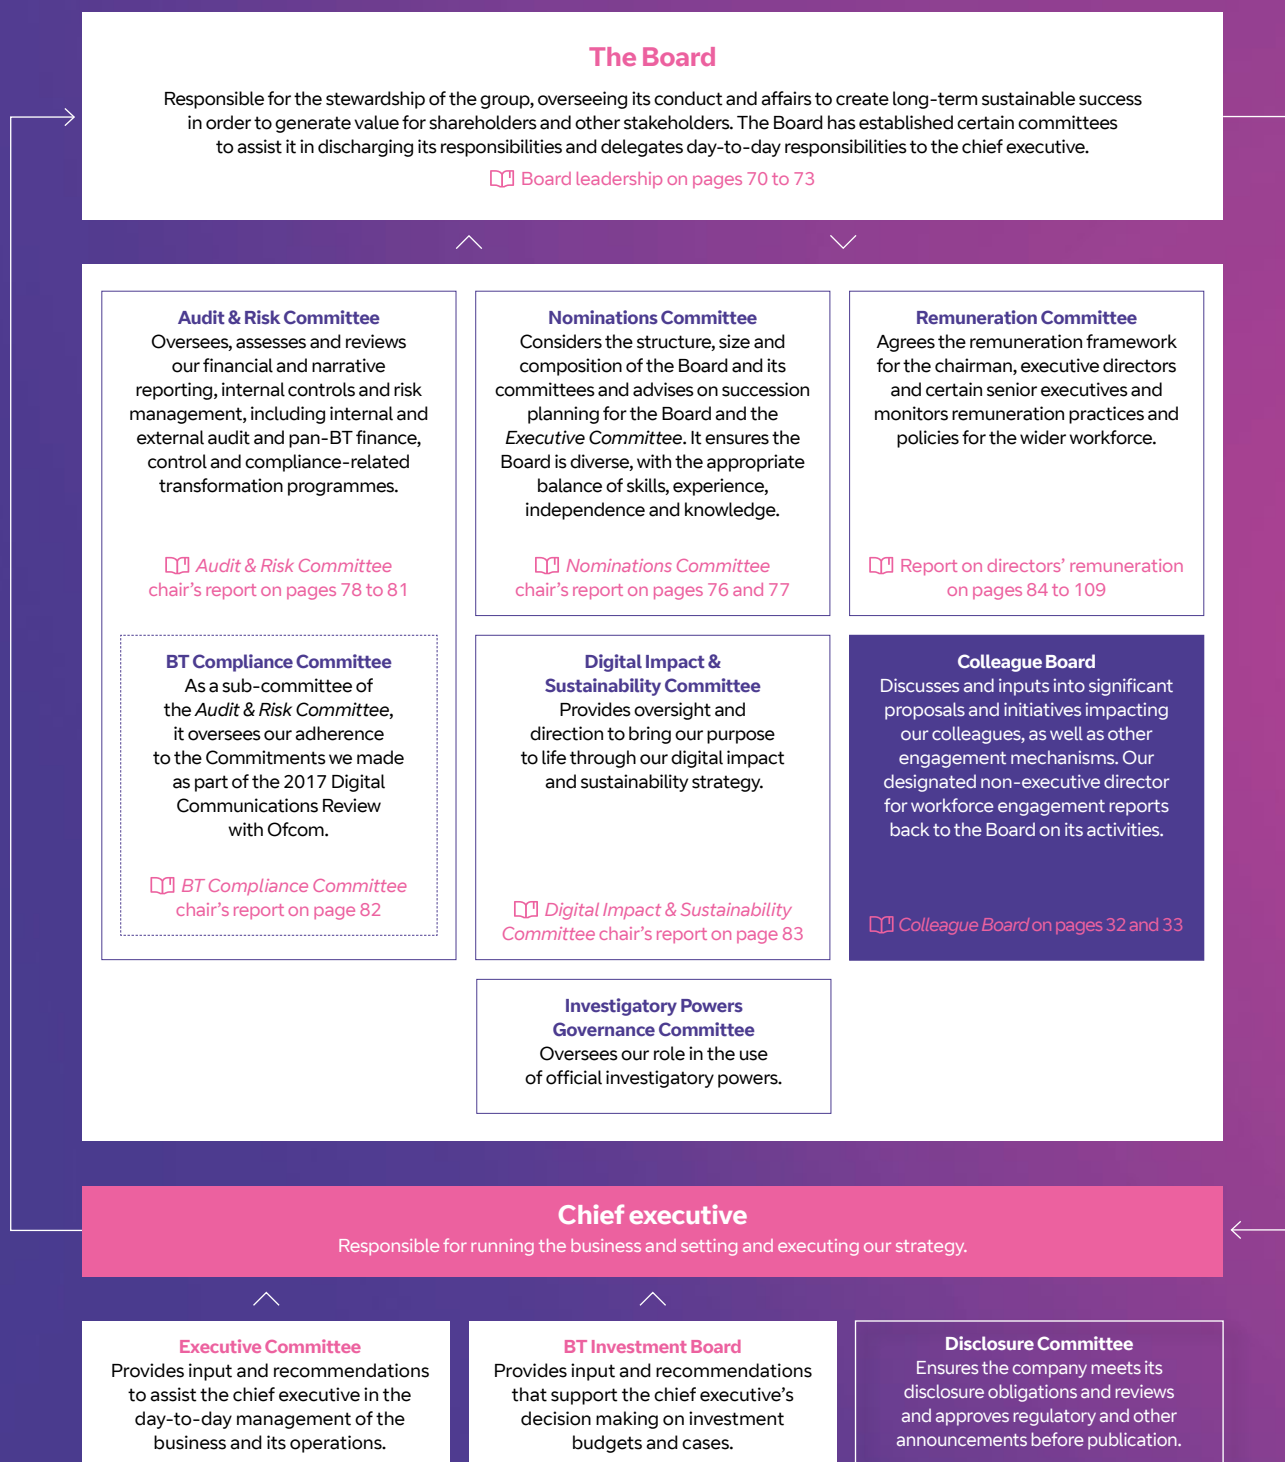 The Board
Responsible for the stewardship of the group, overseeing its conduct and affairs to create long-term sustainable success
in order to generate value for shareholders and other stakeholders. The Board has established certain committees
to assist it in discharging its responsibilities and delegates day-to-day responsibilities to the chief executive.
Board leadership on pages 70 to 73
Audit & Risk Committee
Oversees, assesses and reviews
our financial and narrative
reporting, internal controls and risk
management, including internal and
external audit and pan-BT finance,
control and compliance-related
transformation programmes.
Audit & Risk Committee
chair's report on pages 78 to 81
Nominations Committee
Considers the structure, size and
composition of the Board and its
committees and advises on succession
planning for the Board and the
Executive Committee. It ensures the
Board is diverse, with the appropriate
balance of skills, experience,
independence and knowledge.
Nominations Committee
chair's report on pages 76 and 77
Remuneration Committee
Agrees the remuneration framework
for the chairman, executive directors
and certain senior executives and
monitors remuneration practices and
policies for the wider workforce.
Report on directors' remuneration
on pages 84 to 109
BT Compliance Committee
As a sub-committee of
the Audit & Risk Committee,
it oversees our adherence
to the Commitments we made
as part of the 2017 Digital
Communications Review
with Ofcom.
BT Compliance Committee
chair's report on page 82
Digital Impact &
Sustainability Committee
Provides oversight and
direction to bring our purpose
to life through our digital impact
and sustainability strategy.
Digital Impact & Sustainability
Committee chair's report on page 83
Colleague Board
Discusses and inputs into significant
proposals and initiatives impacting
our colleagues, as well as other
engagement mechanisms. Our
designated non-executive director
for workforce engagement reports
back to the Board on its activities.
Colleague Board on pages 32 and 33
Investigatory Powers
Governance Committee
Oversees our role in the use
of official investigatory powers.
Chief executive
Responsible for running the business and setting and executing our strategy.
Executive Committee
Provides input and recommendations
to assist the chief executive in the
day-to-day management of the
business and its operations.
BT Investment Board
Provides input and recommendations
that support the chief executive's
decision making on investment
budgets and cases.
Disclosure Committee
Ensures the company meets its
disclosure obligations and reviews
and approves regulatory and other
announcements before publication.